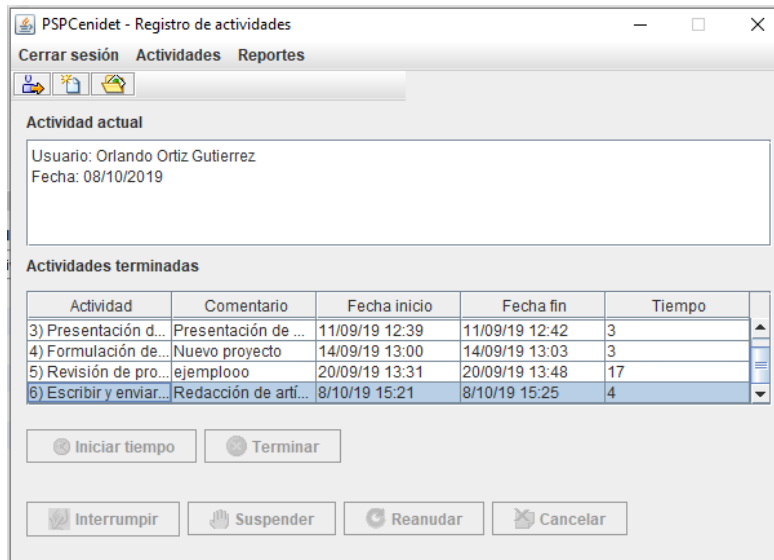 PSPCenidet - Registro de actividades
Cerrar sesión Actividades Reportes
Actividad actual
Usuario: Orlando Ortiz Gutierrez
Fecha: 08/10/2019
Actividades terminadas
Actividad Comentario Fecha inicio Fecha fin Tiempo
3) Presentación d... Presentación de ... 11/09/19 12:39 11/09/19 12:42 3
4) Formulación de... Nuevo proyecto 14/09/19 13:00 14/09/19 13:03 3
5) Revisión de pro... ejemplooo 20/09/19 13:31 20/09/19 13:48 17
6) Escribir y enviar... Redacción de artí... 8/10/19 15:21 8/10/19 15:25 4
Iniciar tiempo Terminar
Interrumpir Suspender Reanudar Cancelar